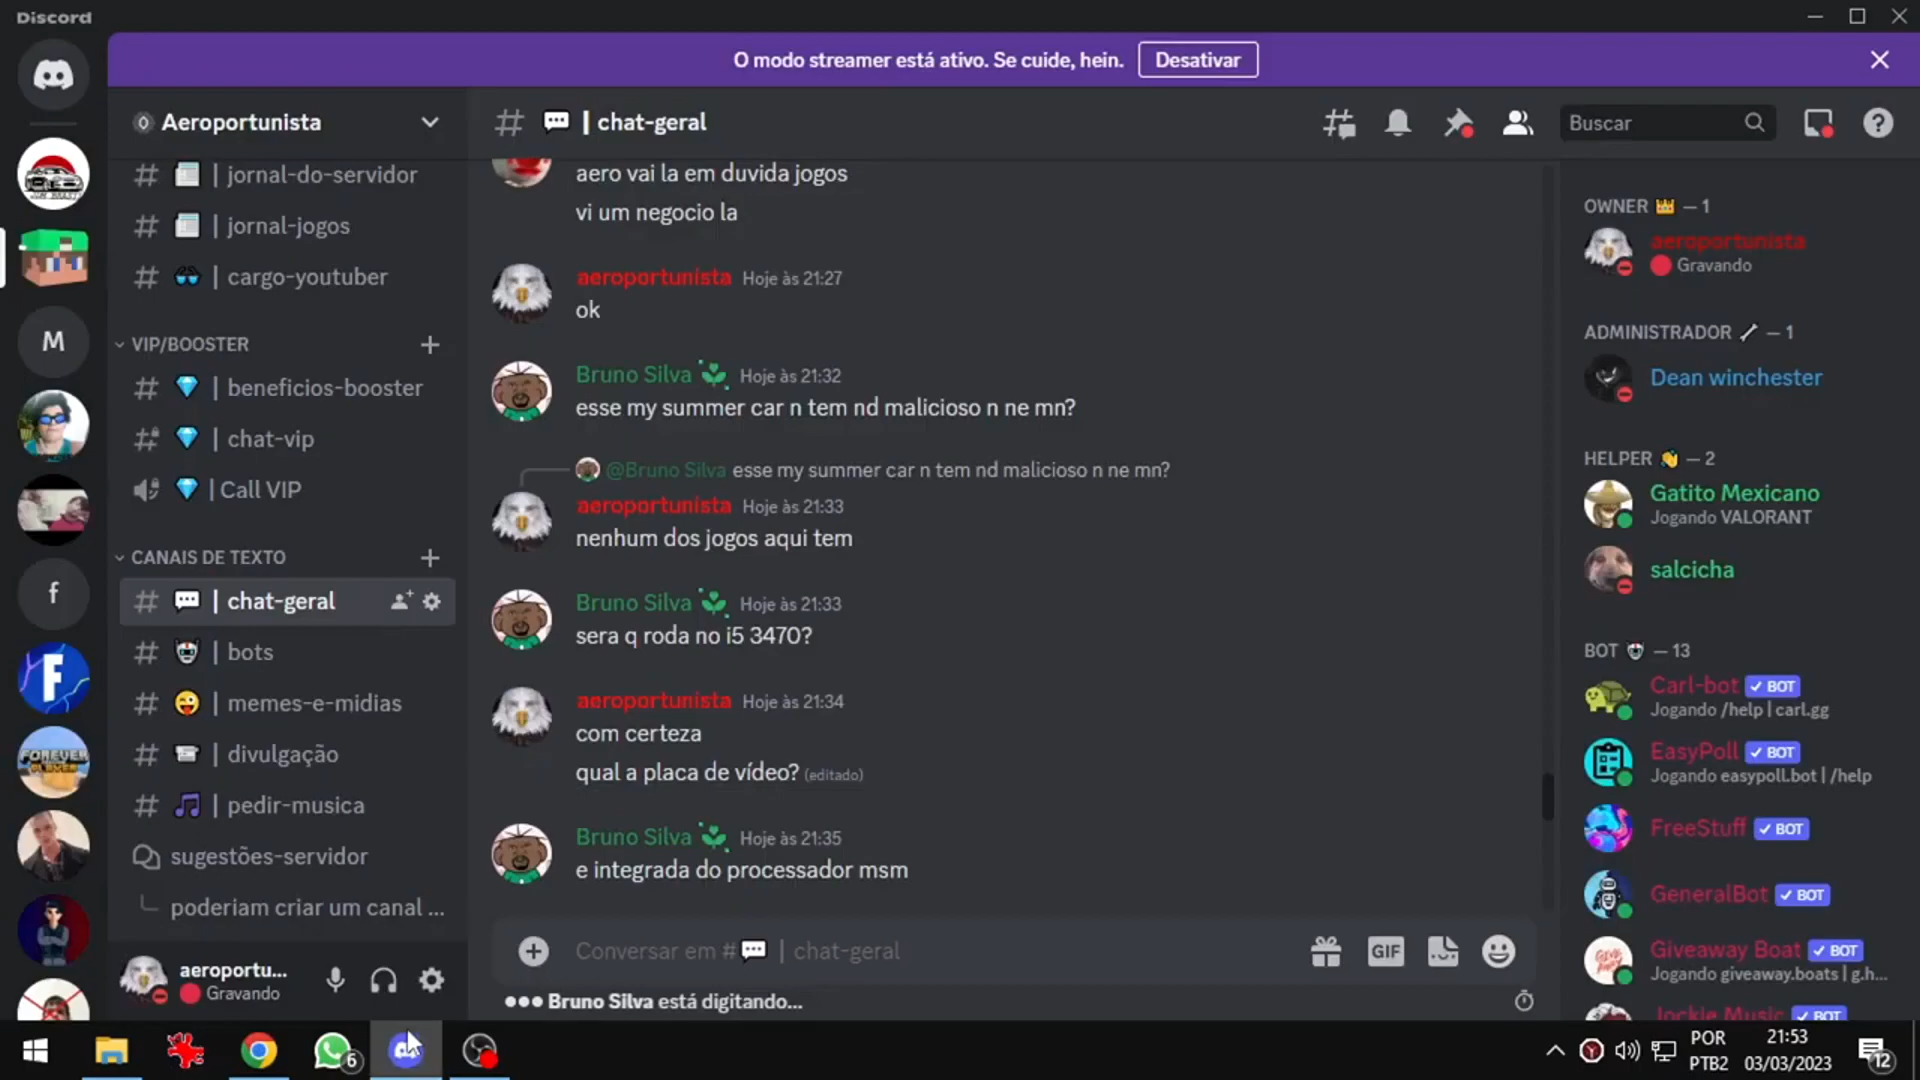 Discord
O modo streamer está ativo. Se cuide, hein.
Desativar
Aeroportunista
| jornal-do-servidor
| jornal-jogos
| cargo-youtuber
VIP/BOOSTER
| beneficios-booster
| chat-vip
| Call VIP
CANAIS DE TEXTO
| chat-geral
| bots
| memes-e-midias
| divulgação
| pedir-musica
sugestões-servidor
poderiam criar um canal ...
aeroportu...
Gravando
M
f
F
FOREVER
PLAYER
# | chat-geral
Buscar
aero vai la em duvida jogos
vi um negocio la
aeroportunista Hoje às 21:27
ok
Bruno Silva Hoje às 21:32
esse my summer car n tem nd malicioso n ne mn?
@Bruno Silva esse my summer car n tem nd malicioso n ne mn?
aeroportunista Hoje às 21:33
nenhum dos jogos aqui tem
Bruno Silva Hoje às 21:33
sera q roda no i5 3470?
aeroportunista Hoje às 21:34
com certeza
qual a placa de vídeo? (editado)
Bruno Silva Hoje às 21:35
e integrada do processador msm
Conversar em # | chat-geral
GIF
Bruno Silva está digitando...
OWNER — 1
aeroportunista
Gravando
ADMINISTRADOR — 1
Dean winchester
HELPER — 2
Gatito Mexicano
Jogando VALORANT
salcicha
BOT — 13
Carl-bot BOT
Jogando /help | carl.gg
EasyPoll BOT
Jogando easypoll.bot | /help
FreeStuff BOT
GeneralBot BOT
Giveaway Boat BOT
Jogando giveaway.boats | g.h...
Jockie Music BOT
6
POR
PTB2
21:53
03/03/2023
12